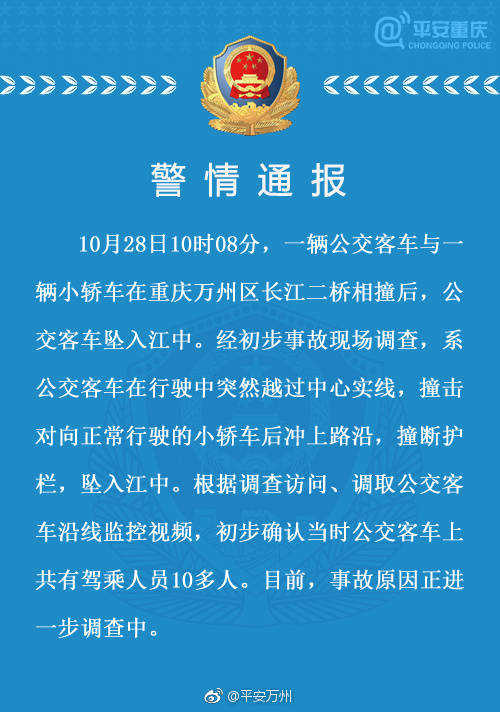 平安重庆
CHONGQING POLICE
警情通报
10月28日10时08分，一辆公交客车与一
辆小轿车在重庆万州区长江二桥相撞后，公
交客车坠入江中。经初步事故现场调查，系
公交客车在行驶中突然越过中心实线，撞击
对向正常行驶的小轿车后冲上路沿，撞断护
栏，坠入江中。根据调查访问、调取公交客
车沿线监控视频，初步确认当时公交客车上
共有驾乘人员10多人。目前，事故原因正进
一步调查中。
@平安万州